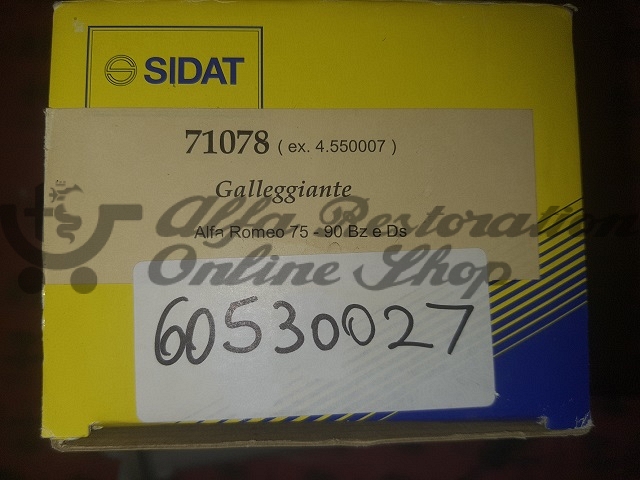 SIDAT
71078 ( ex. 4.550007 )
Galleggiante
Alfa Romeo 75 - 90 Bz e Ds
Alfa Restoration
Online Shop
60530027